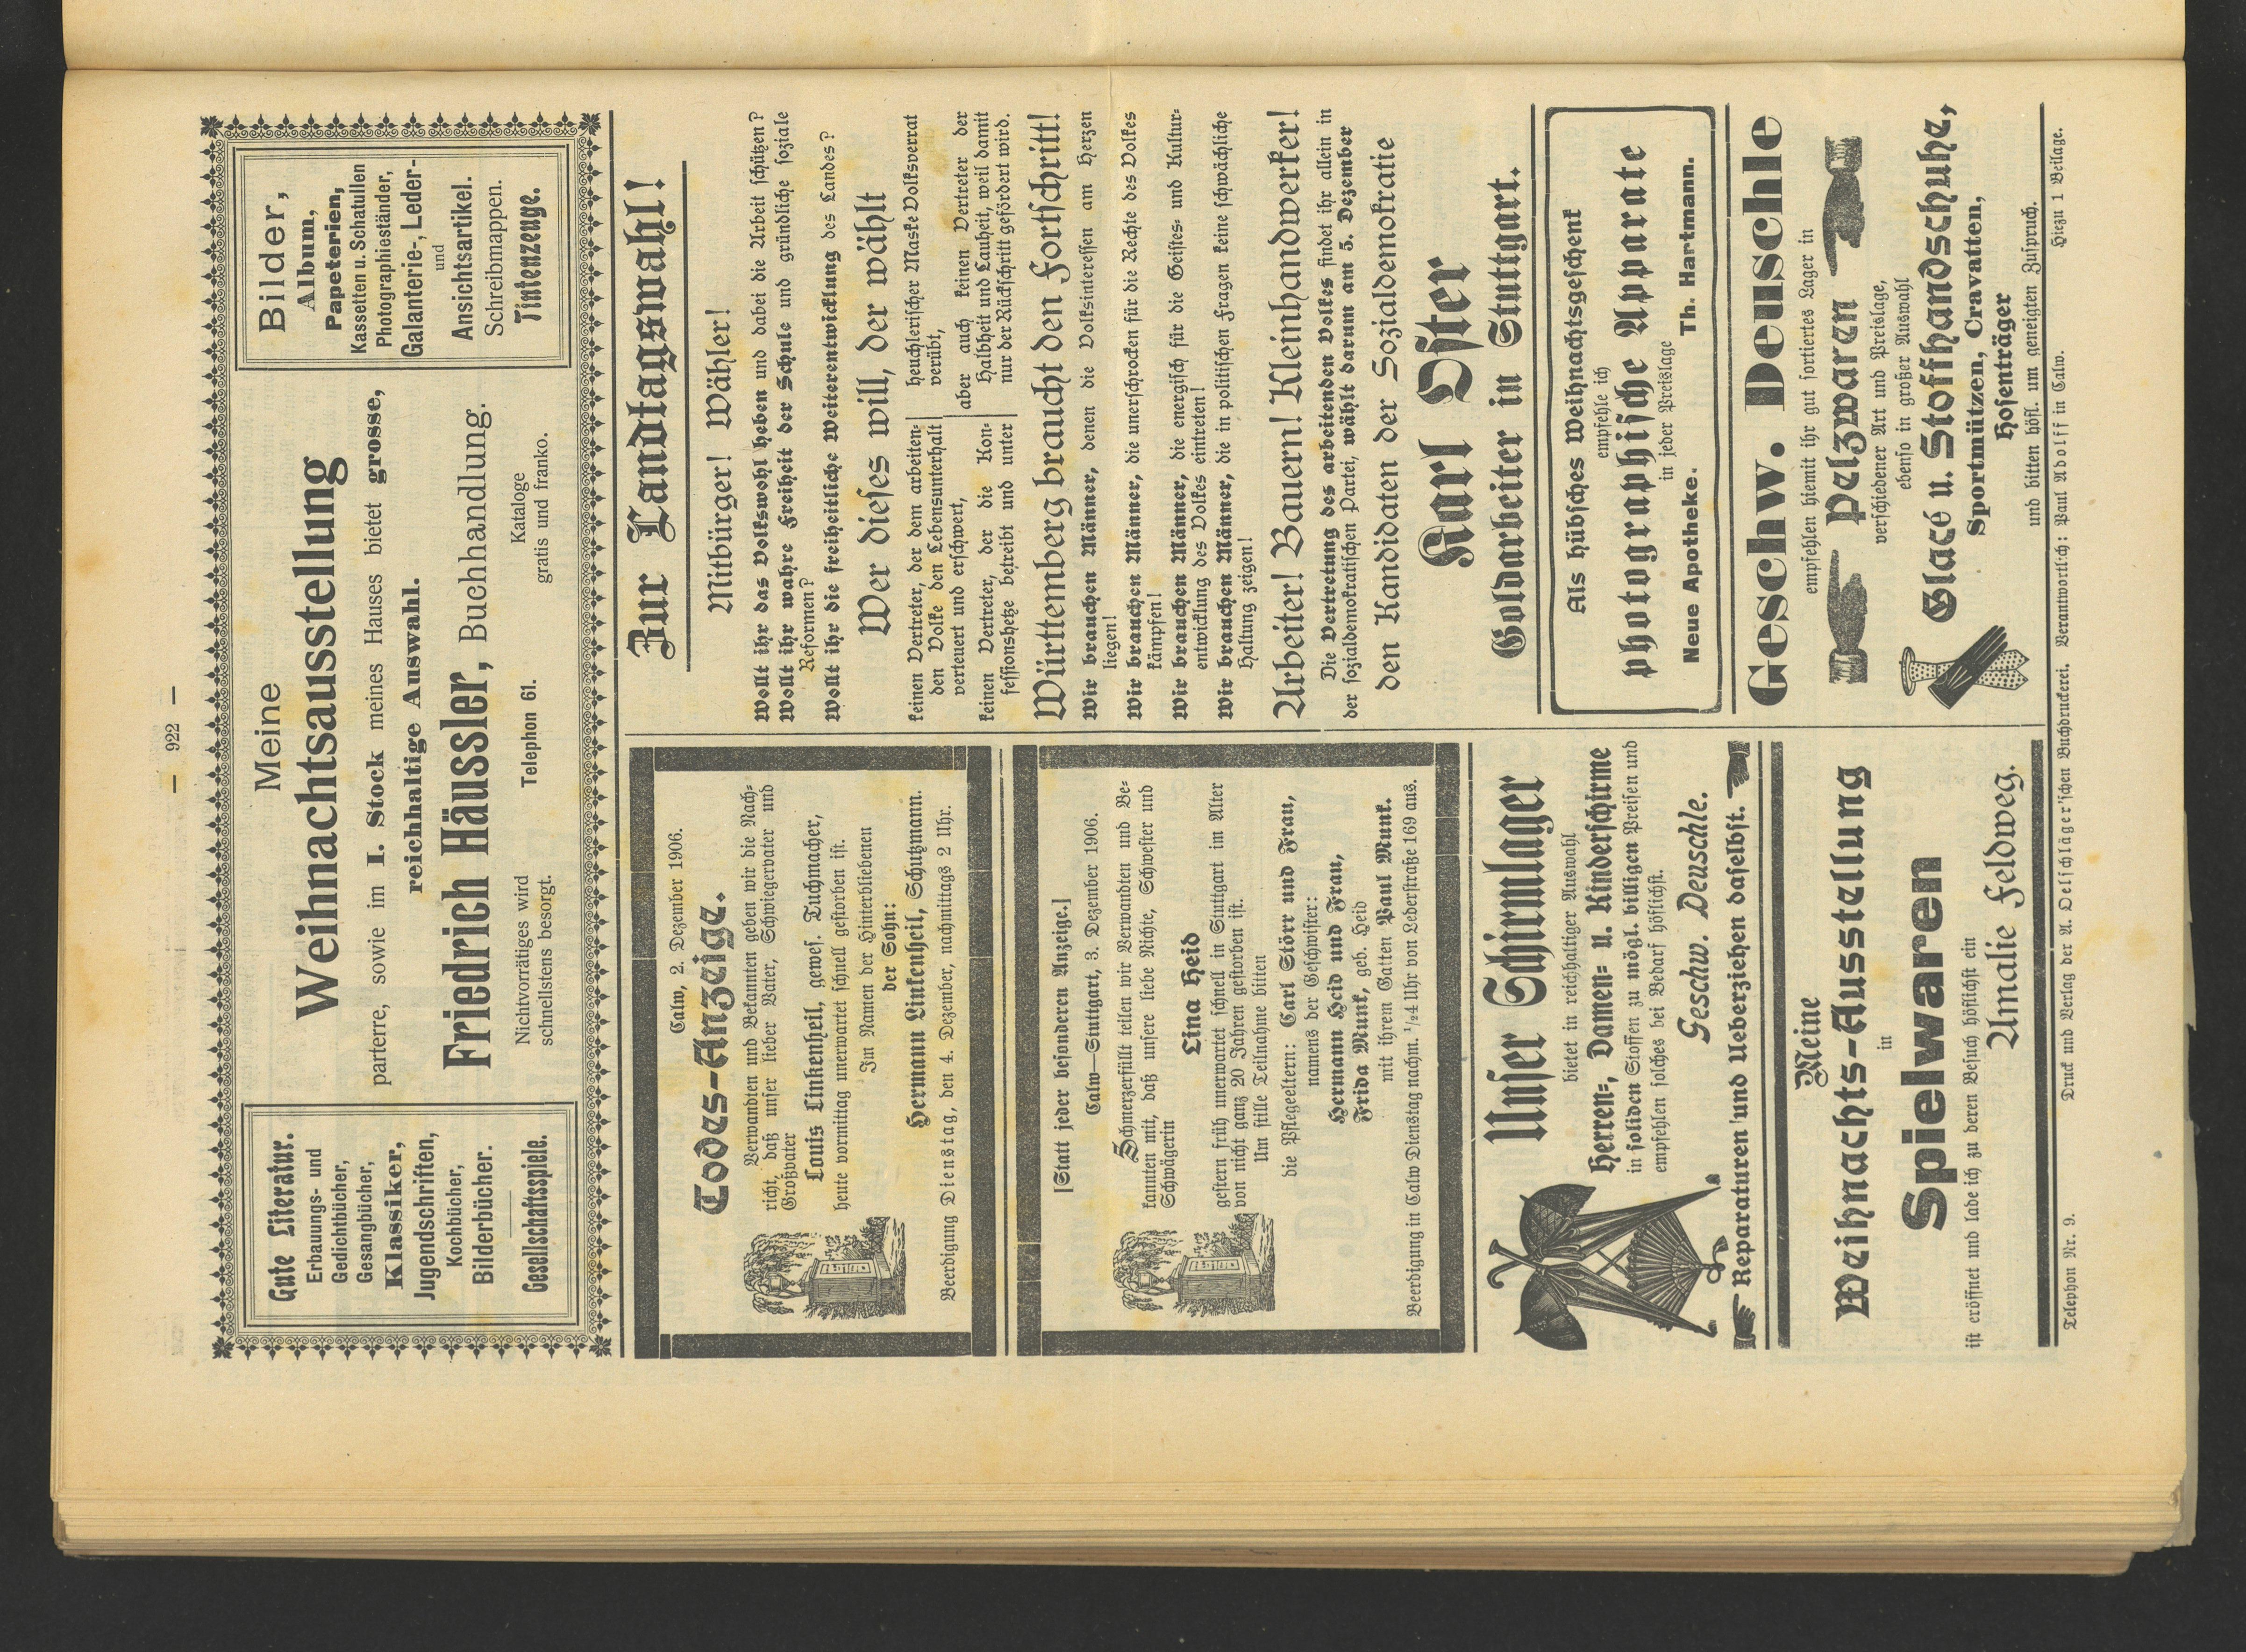 — 922 —
Gute Literatur.
Erbauungs- und
Gedichtbücher,
Gesangbücher,
Klassiker,
Jugendschriften,
Kochbücher,
Bilderbücher.
Gesellschaftsspiele.
Meine
Weihnachtsausstellung
parterre, sowie im I. Stock meines Hauses bietet grosse,
reichhaltige Auswahl.
Friedrich Häussler, Buchhandlung.
Nichtvorrätiges wird
schnellstens besorgt.
Telephon 61.
Kataloge
gratis und franko.
Bilder,
Album,
Papeterien,
Kassetten u. Schatullen
Photographieständer,
Galanterie-, Leder-
und
Ansichtsartikel.
Schreibmappen.
Tintenzeuge.
Calw, 2. Dezember 1906.
Todes-Anzeige.
Verwandten und Bekannten geben wir die Nach-
richt, daß unser lieber Vater, Schwiegervater und
Großvater
Louis Linkenheil, gewes. Tuchmacher,
heute vormittag unerwartet schnell gestorben ist.
Im Namen der Hinterbliebenen
der Sohn:
Hermann Linkenheil, Schutzmann.
Beerdigung Dienstag, den 4. Dezember, nachmittags 2 Uhr.
[Statt jeder besonderen Anzeige.]
Calw—Stuttgart, 3. Dezember 1906.
Schmerzerfüllt teilen wir Verwandten und Be-
kannten mit, daß unsere liebe Nichte, Schwester und
Schwägerin
Lina Heid
gestern früh unerwartet schnell in Stuttgart im Alter
von nicht ganz 20 Jahren gestorben ist.
Um stille Teilnahme bitten
die Pflegeeltern: Carl Störr und Frau,
namens der Geschwister:
Hermann Heid und Frau,
Frida Munk, geb. Heid
mit ihrem Gatten Paul Munk.
Beerdigung in Calw Dienstag nachm. 1/24 Uhr von Lederstraße 169 aus.
Unser Schirmlager
bietet in reichhaltiger Auswahl
Herren-, Damen- u. Kinderschirme
in soliden Stoffen zu mögl. billigen Preisen und
empfehlen solches bei Bedarf höflichst.
Geschw. Deuschle.
Reparaturen und Ueberziehen daselbst.
Meine
Weihnachts-Ausstellung
in
Spielwaren
ist eröffnet und lade ich zu deren Besuch höflichst ein
Amalie Feldweg.
Zur Landtagswahl!
Mitbürger! Wähler!
Wollt ihr das Volkswohl heben und dabei die Arbeit schützen?
Wollt ihr wahre Freiheit der Schule und gründliche soziale
Reformen?
Wollt ihr die freiheitliche Weiterentwicklung des Landes?
Wer dieses will, der wählt
keinen Vertreter, der dem arbeiten-
den Volke den Lebensunterhalt
verteuert und erschwert,
keinen Vertreter, der die Kon-
fessionshetze betreibt und unter
heuchlerischer Maske Volksverrat
verübt,
aber auch keinen Vertreter der
Halbheit und Lauheit, weil damit
nur der Rückschritt gefördert wird.
Württemberg braucht den Fortschritt!
Wir brauchen Männer, denen die Volksinteressen am Herzen
liegen!
Wir brauchen Männer, die unerschrocken für die Rechte des Volkes
kämpfen!
Wir brauchen Männer, die energisch für die Geistes- und Kultur-
entwicklung des Volkes eintreten!
Wir brauchen Männer, die in politischen Fragen keine schwächliche
Haltung zeigen!
Arbeiter! Bauern! Kleinhandwerker!
Die Vertretung des arbeitenden Volkes findet ihr allein in
der sozialdemokratischen Partei, wählt darum am 5. Dezember
den Kandidaten der Sozialdemokratie
Karl Oster
Goldarbeiter in Stuttgart.
Als hübsches Weihnachtsgeschenk
empfehle ich
photographische Apparate
in jeder Preislage
Neue Apotheke. Th. Hartmann.
Geschw. Deuschle
empfehlen hiemit ihr gut sortiertes Lager in
Pelzwaren
verschiedener Art und Preislage,
ebenso in großer Auswahl
Glacé u. Stoffhandschuhe,
Sportmützen, Cravatten,
Hosenträger
und bitten höfl. um geneigten Zuspruch.
Telephon Nr. 9. Druck und Verlag der A. Oelschläger'schen Buchdruckerei. Verantwortlich: Paul Adolff in Calw. Hiezu 1 Beilage.